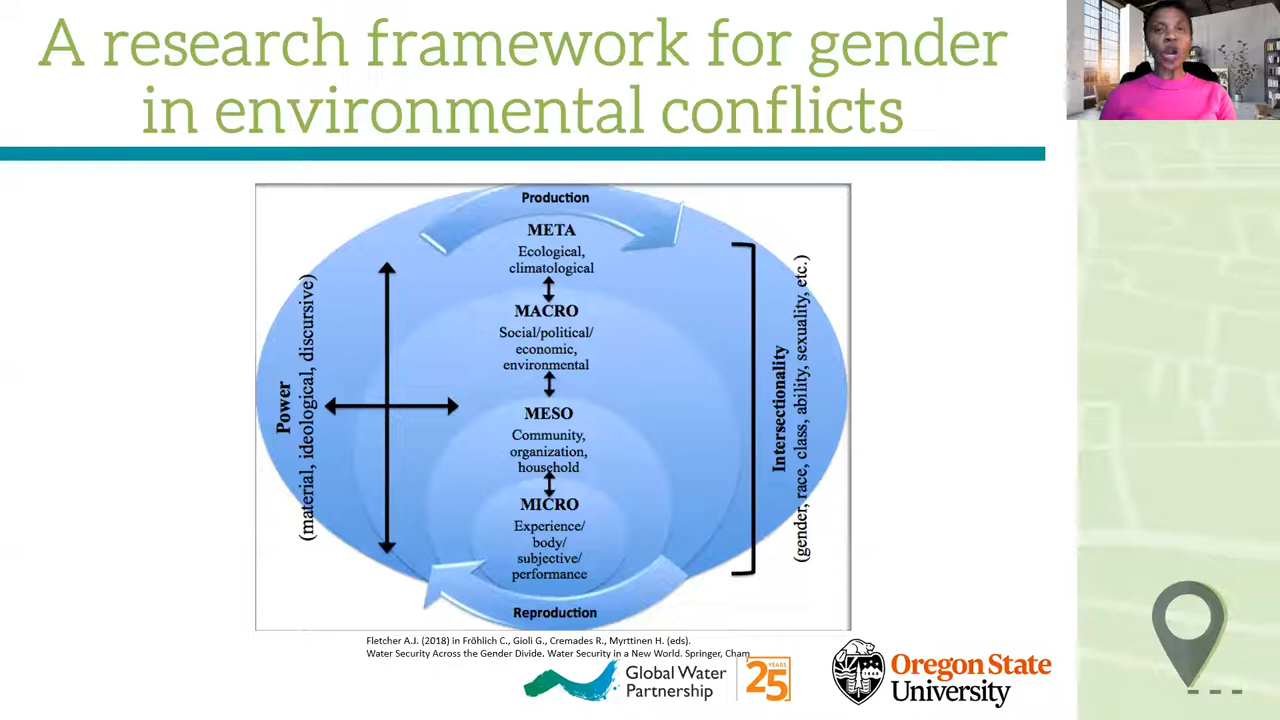 A research framework for gender
in environmental conflicts
Production
META
Ecological,
climatological
MACRO
Social/political/
economic,
environmental
MESO
Community,
organization,
household
MICRO
Experience/
body/
subjective/
performance
Reproduction
Power
(material, ideological, discursive)
Intersectionality
(gender, race, class, ability, sexuality, etc.)
Fletcher A.J. (2018) in Fröhlich C., Gioli G., Cremades R., Myrttinen H. (eds).
Water Security Across the Gender Divide. Water Security in a New World. Springer, Cham
Global Water
Partnership
25
YEARS
Oregon State
University